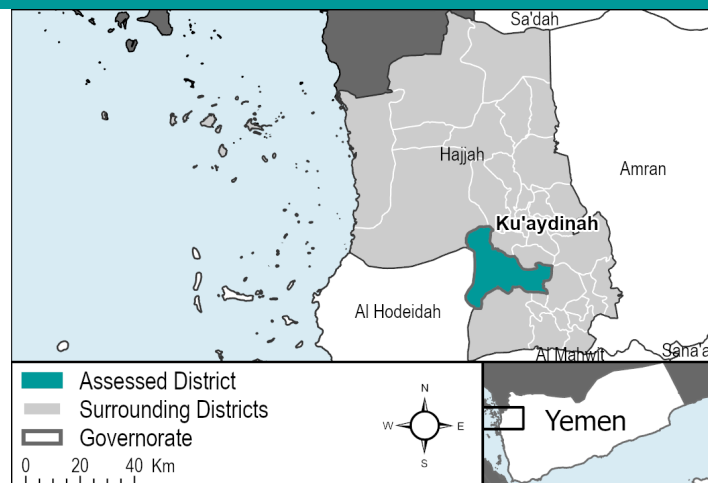 Sa'dah
Hajjah
Amran
Ku'aydinah
Al Hodeidah
Al Mahwit
Sana'a
Assessed District
Surrounding Districts
Governorate
0 20 40 Km
N
W E
S
Yemen